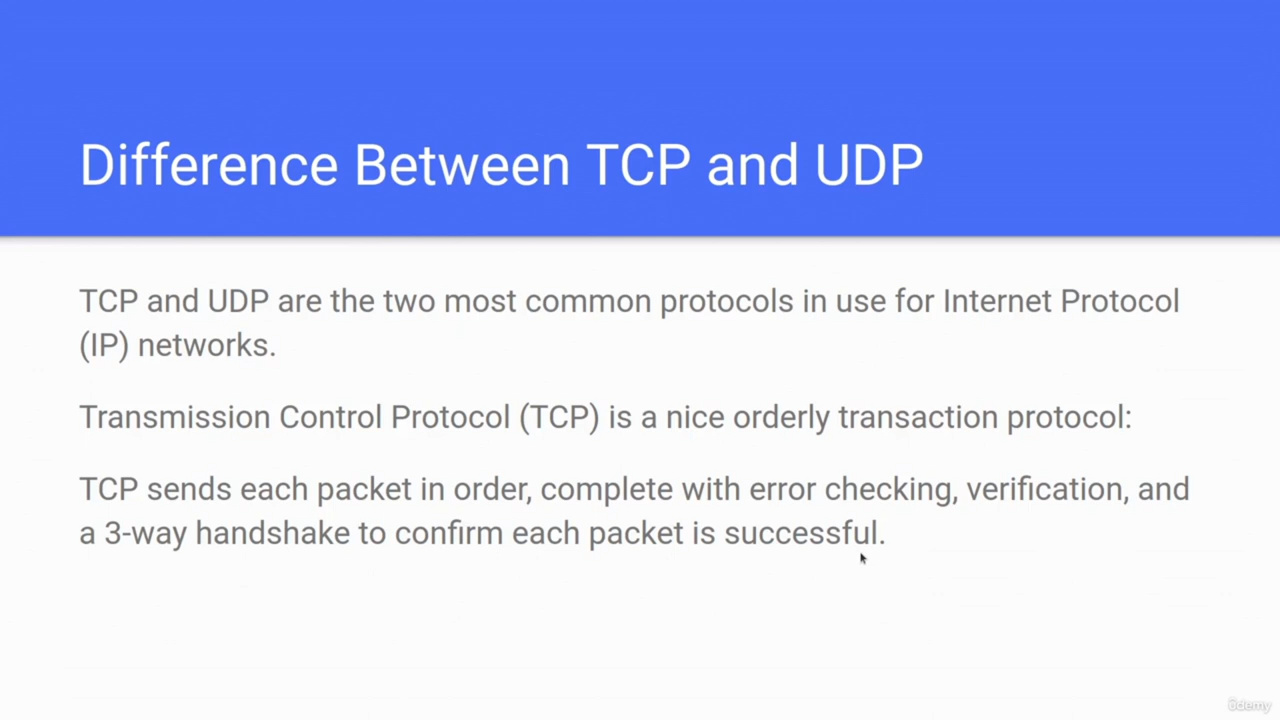 Difference Between TCP and UDP
TCP and UDP are the two most common protocols in use for Internet Protocol
(IP) networks.
Transmission Control Protocol (TCP) is a nice orderly transaction protocol:
TCP sends each packet in order, complete with error checking, verification, and
a 3-way handshake to confirm each packet is successful.
ûdemy